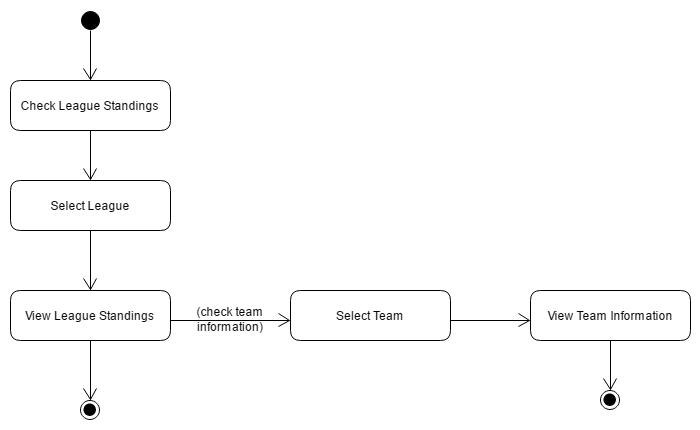 Check League Standings
Select League
View League Standings
(check team
information)
Select Team
View Team Information